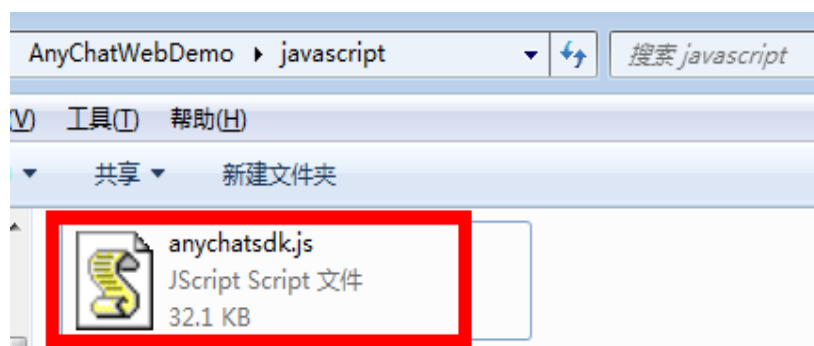 AnyChatWebDemo javascript 搜索 javascript
(V) 工具(T) 帮助(H)
共享 新建文件夹
anychatsdk.js
JScript Script 文件
32.1 KB